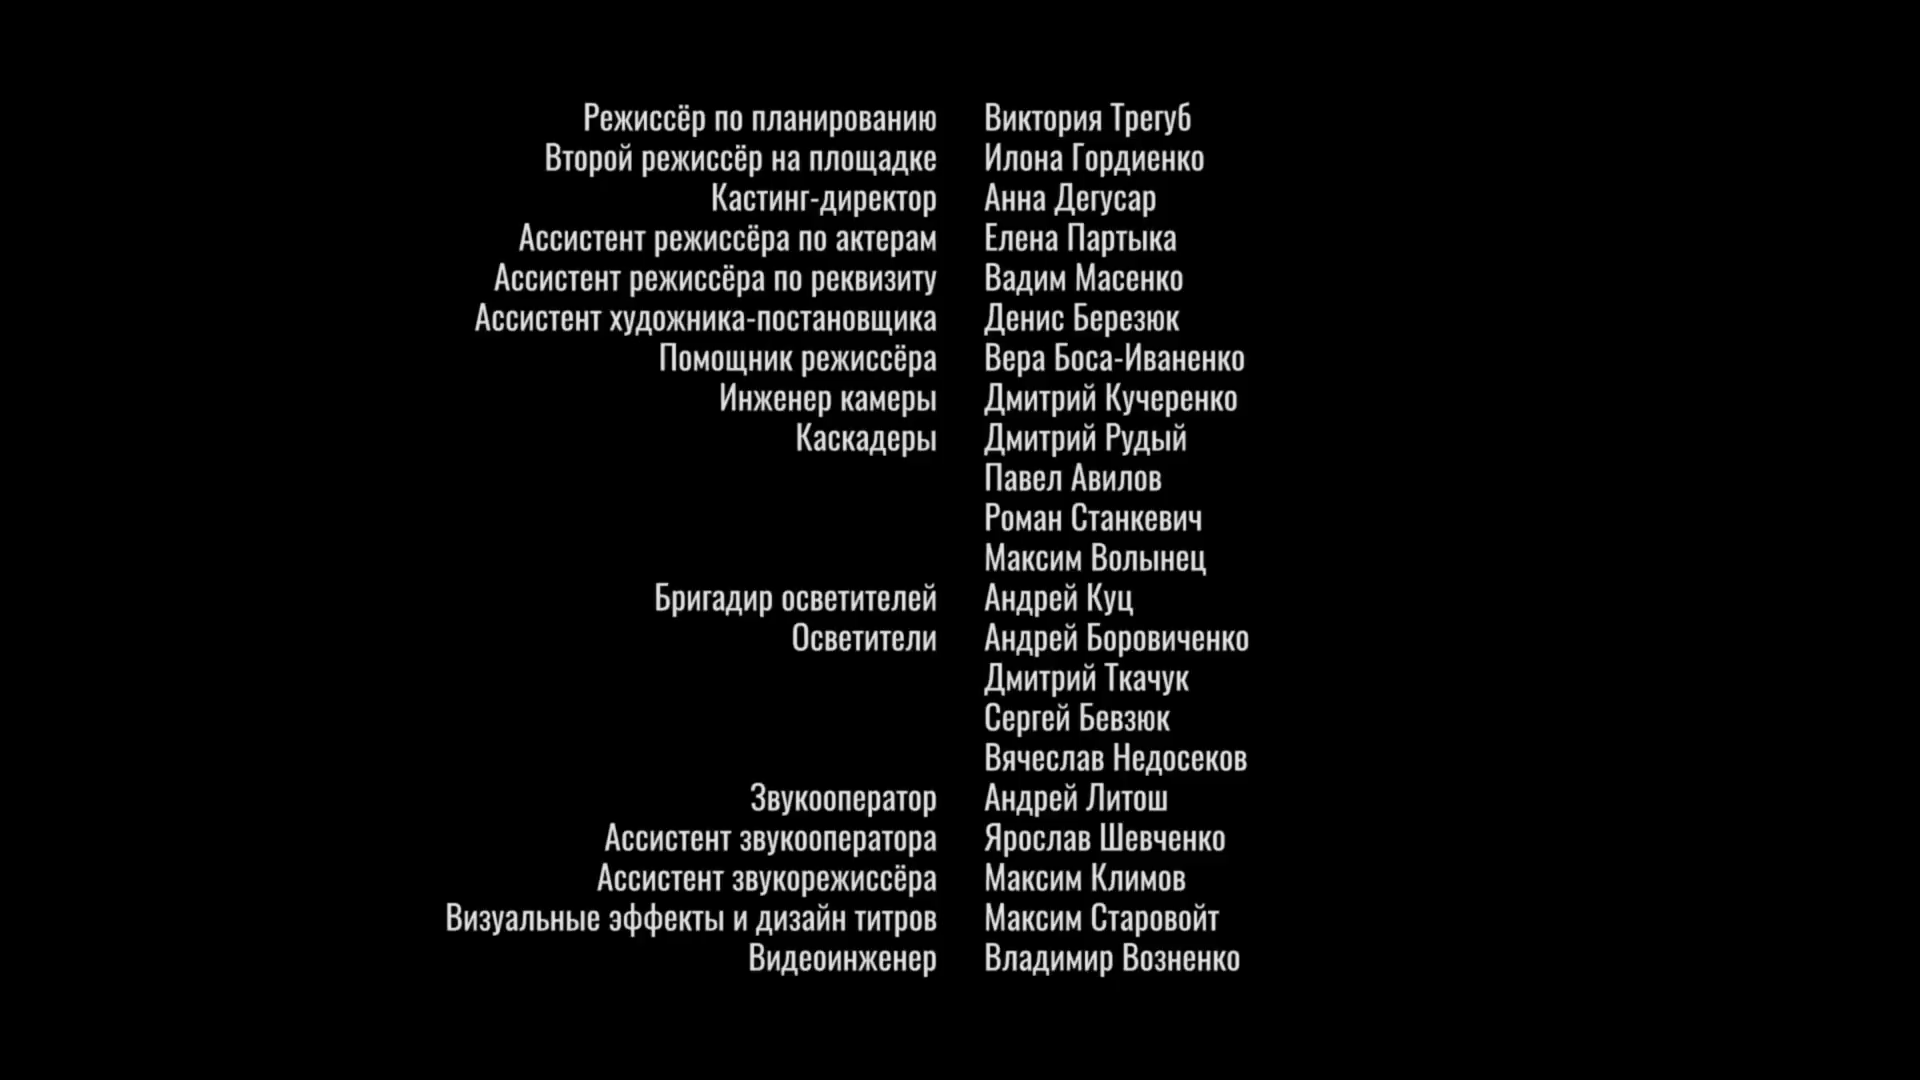 Режиссёр по планированию Виктория Трегуб
Второй режиссёр на площадке Илона Гордиенко
Кастинг-директор Анна Дегусар
Ассистент режиссёра по актерам Елена Партыка
Ассистент режиссёра по реквизиту Вадим Масенко
Ассистент художника-постановщика Денис Березюк
Помощник режиссёра Вера Боса-Иваненко
Инженер камеры Дмитрий Кучеренко
Каскадеры Дмитрий Рудый
Павел Авилов
Роман Станкевич
Максим Волынец
Бригадир осветителей Андрей Куц
Осветители Андрей Боровиченко
Дмитрий Ткачук
Сергей Бевзюк
Вячеслав Недосеков
Звукооператор Андрей Литош
Ассистент звукооператора Ярослав Шевченко
Ассистент звукорежиссёра Максим Климов
Визуальные эффекты и дизайн титров Максим Старовойт
Видеоинженер Владимир Возненко